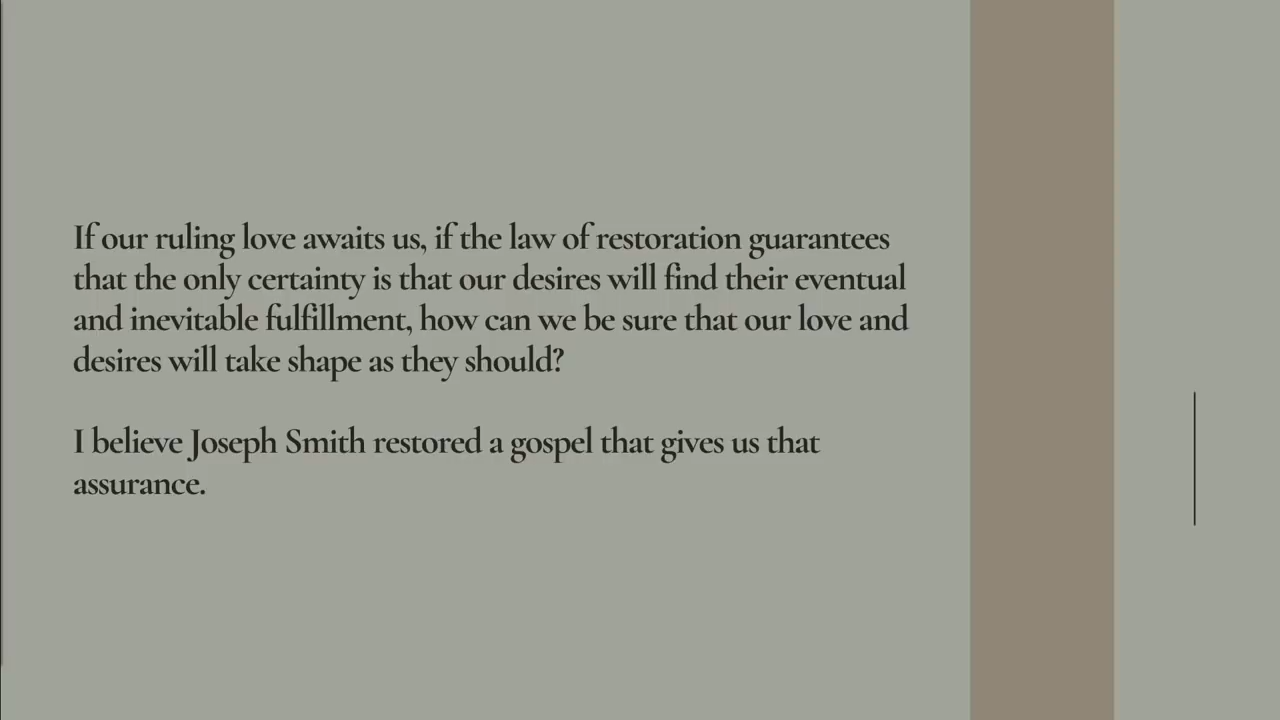 If our ruling love awaits us, if the law of restoration guarantees
that the only certainty is that our desires will find their eventual
and inevitable fulfillment, how can we be sure that our love and
desires will take shape as they should?
I believe Joseph Smith restored a gospel that gives us that
assurance.